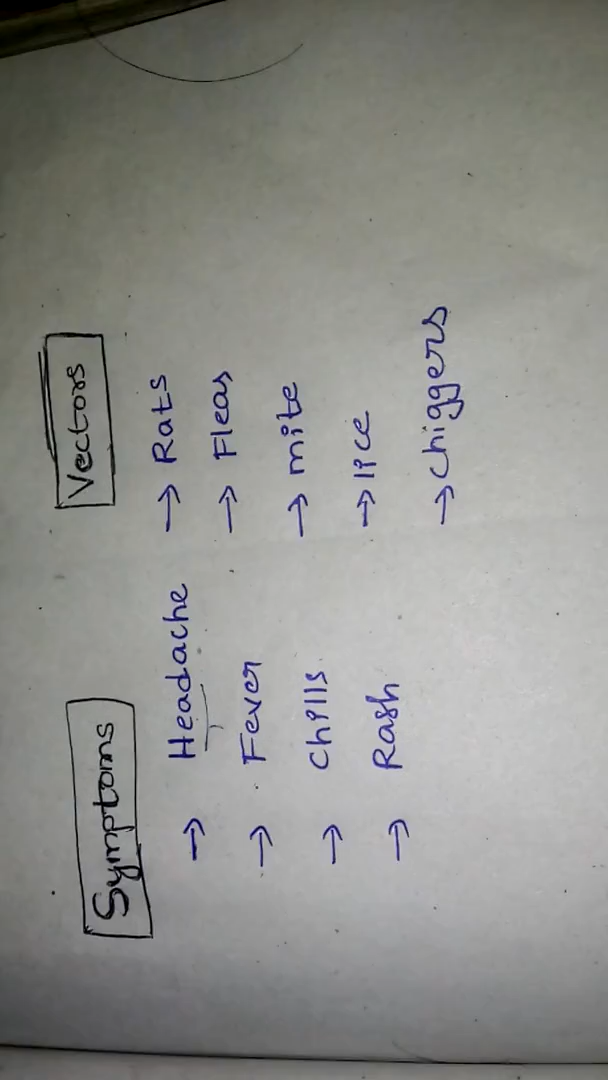 Symptoms
→ Headache
→ Fever
→ chills
→ Rash
Vectors
→ Rats
→ Fleas
→ mite
→ lice
→ chiggers